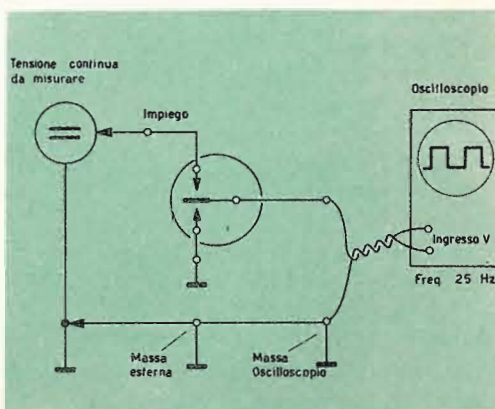 Tensione continua
da misurare
Impiego
Oscilloscopio
Ingresso V
Freq. 25 Hz
Massa
esterna
Massa
Oscilloscopio